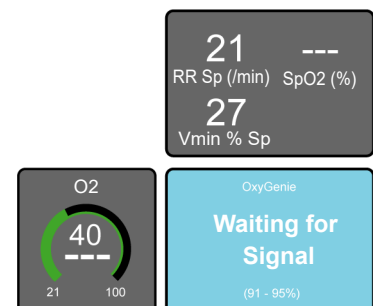 21 ---
RR Sp (/min) SpO2 (%)
27
Vmin % Sp
O2
40
---
21 100
OxyGenie
Waiting for
Signal
(91 - 95%)